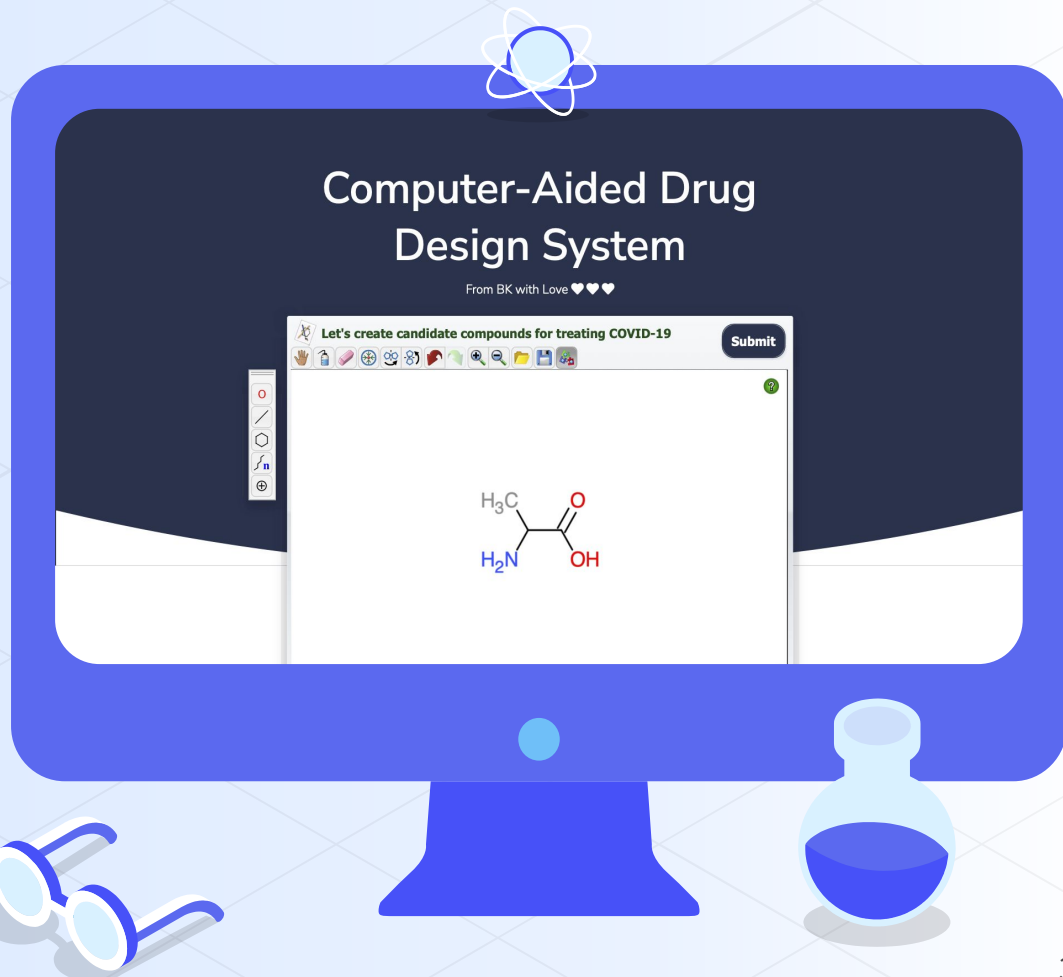 Computer-Aided Drug
Design System
From BK with Love
Let's create candidate compounds for treating COVID-19
Submit
?
O
n
H₃C
O
H₂N
OH